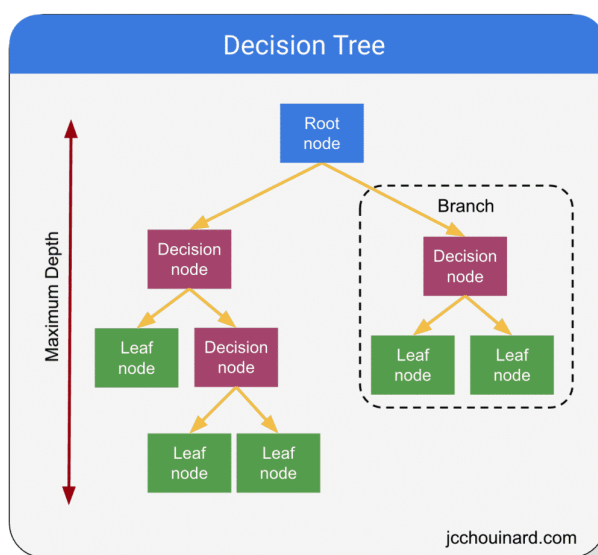 Decision Tree
Root
node
Branch
Maximum Depth
Decision
node
Decision
node
Leaf
node
Decision
node
Leaf
node
Leaf
node
Leaf
node
Leaf
node
jcchouinard.com